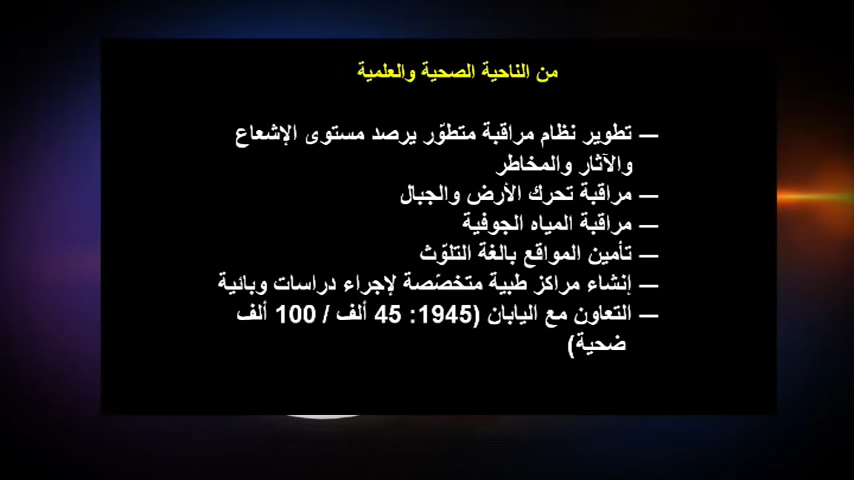 من الناحية الصحية والعلمية
— تطوير نظام مراقبة متطوّر يرصد مستوى الإشعاع
والآثار والمخاطر
— مراقبة تحرك الأرض والجبال
— مراقبة المياه الجوفية
— تأمين المواقع بالغة التلوّث
— إنشاء مراكز طبية متخصّصة لإجراء دراسات وبائية
— التعاون مع اليابان (1945: 45 ألف / 100 ألف
ضحية)